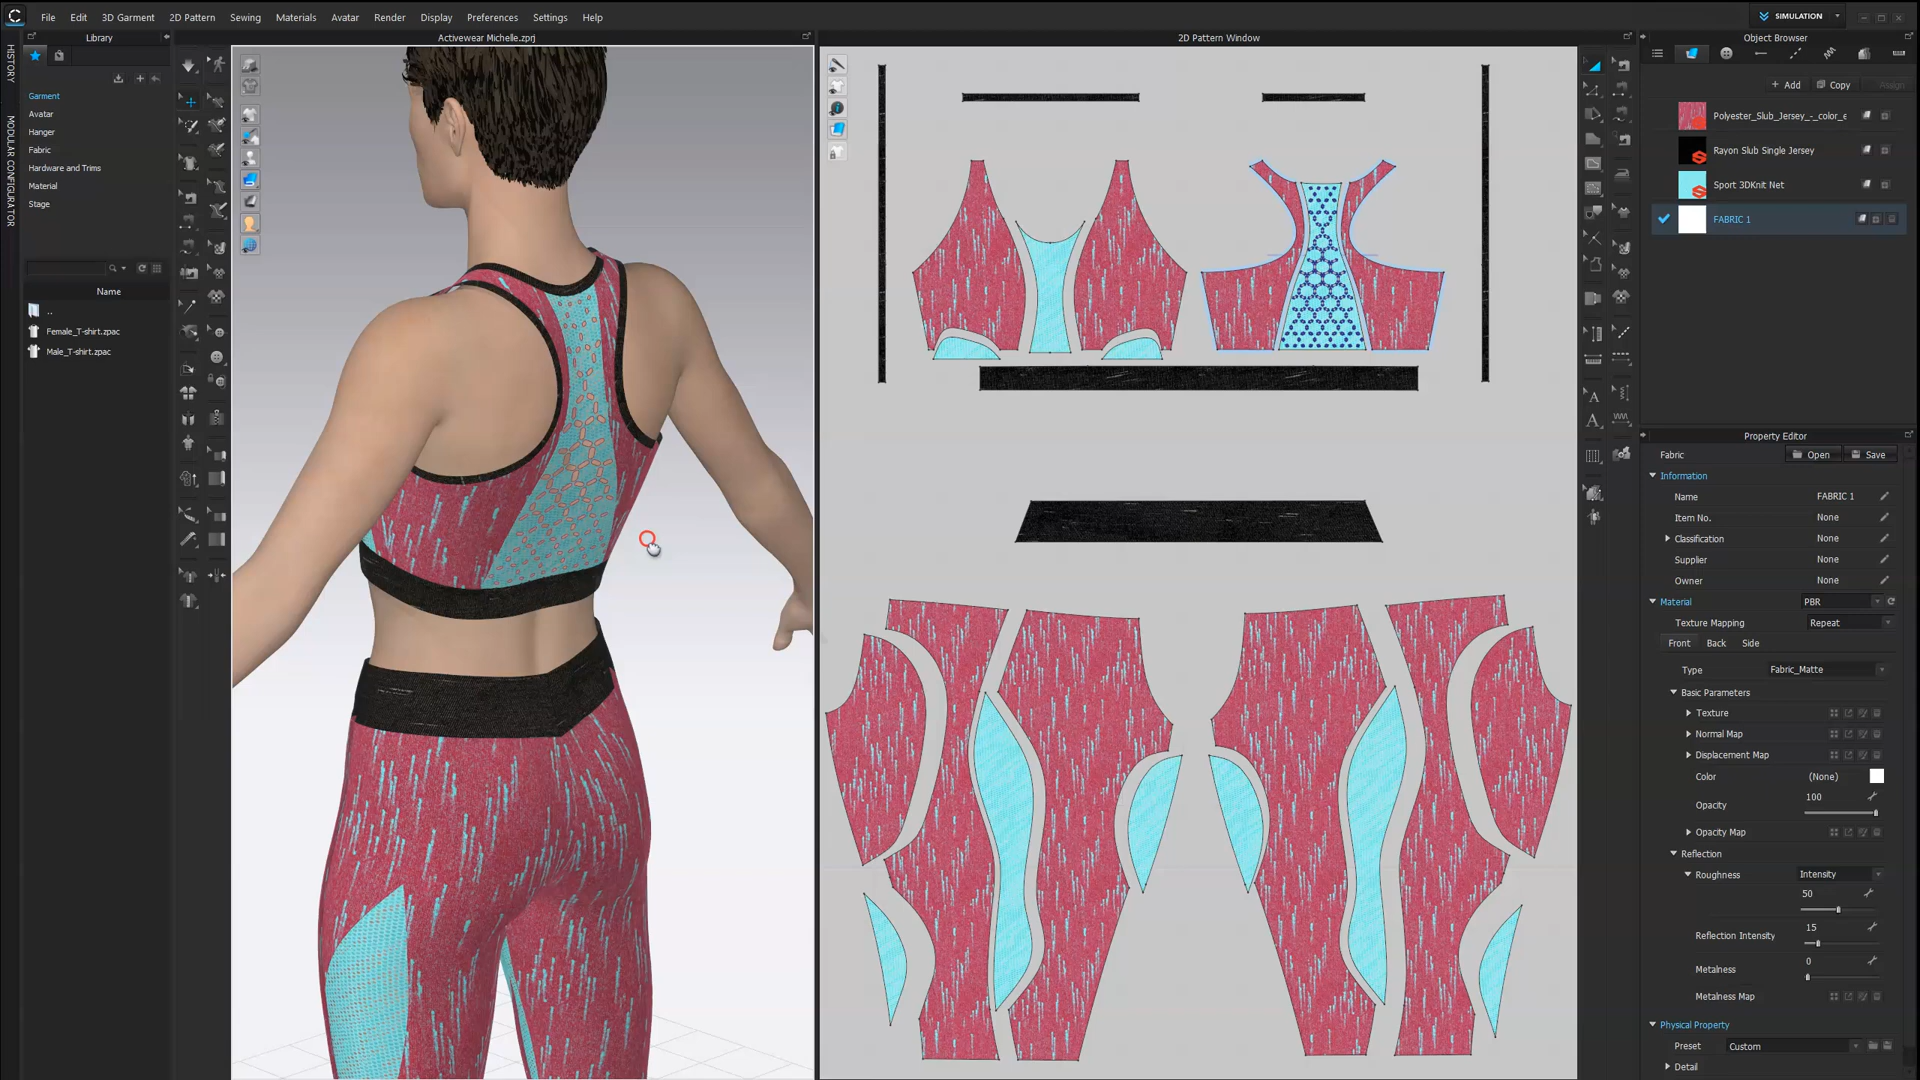 File Edit 3D Garment 2D Pattern Sewing Materials Avatar Render Display Preferences Settings Help
SIMULATION
Library
Activewear Michelle.zprj
2D Pattern Window
Object Browser
HISTORY
MODULAR CONFIGURATOR
Garment
Avatar
Hanger
Fabric
Hardware and Trims
Material
Stage
Name
..
Female_T-shirt.zpac
Male_T-shirt.zpac
+ Add
Copy
Assign
Polyester_Slub_Jersey_-_color_e
Rayon Slub Single Jersey
Sport 3DKnit Net
FABRIC 1
Property Editor
Fabric
Open
Save
Information
Name FABRIC 1
Item No. None
Classification None
Supplier None
Owner None
Material PBR
Texture Mapping Repeat
Front Back Side
Type Fabric_Matte
Basic Parameters
Texture
Normal Map
Displacement Map
Color (None)
Opacity 100
Opacity Map
Reflection
Roughness Intensity
50
Reflection Intensity 15
Metalness 0
Metalness Map
Physical Property
Preset Custom
Detail